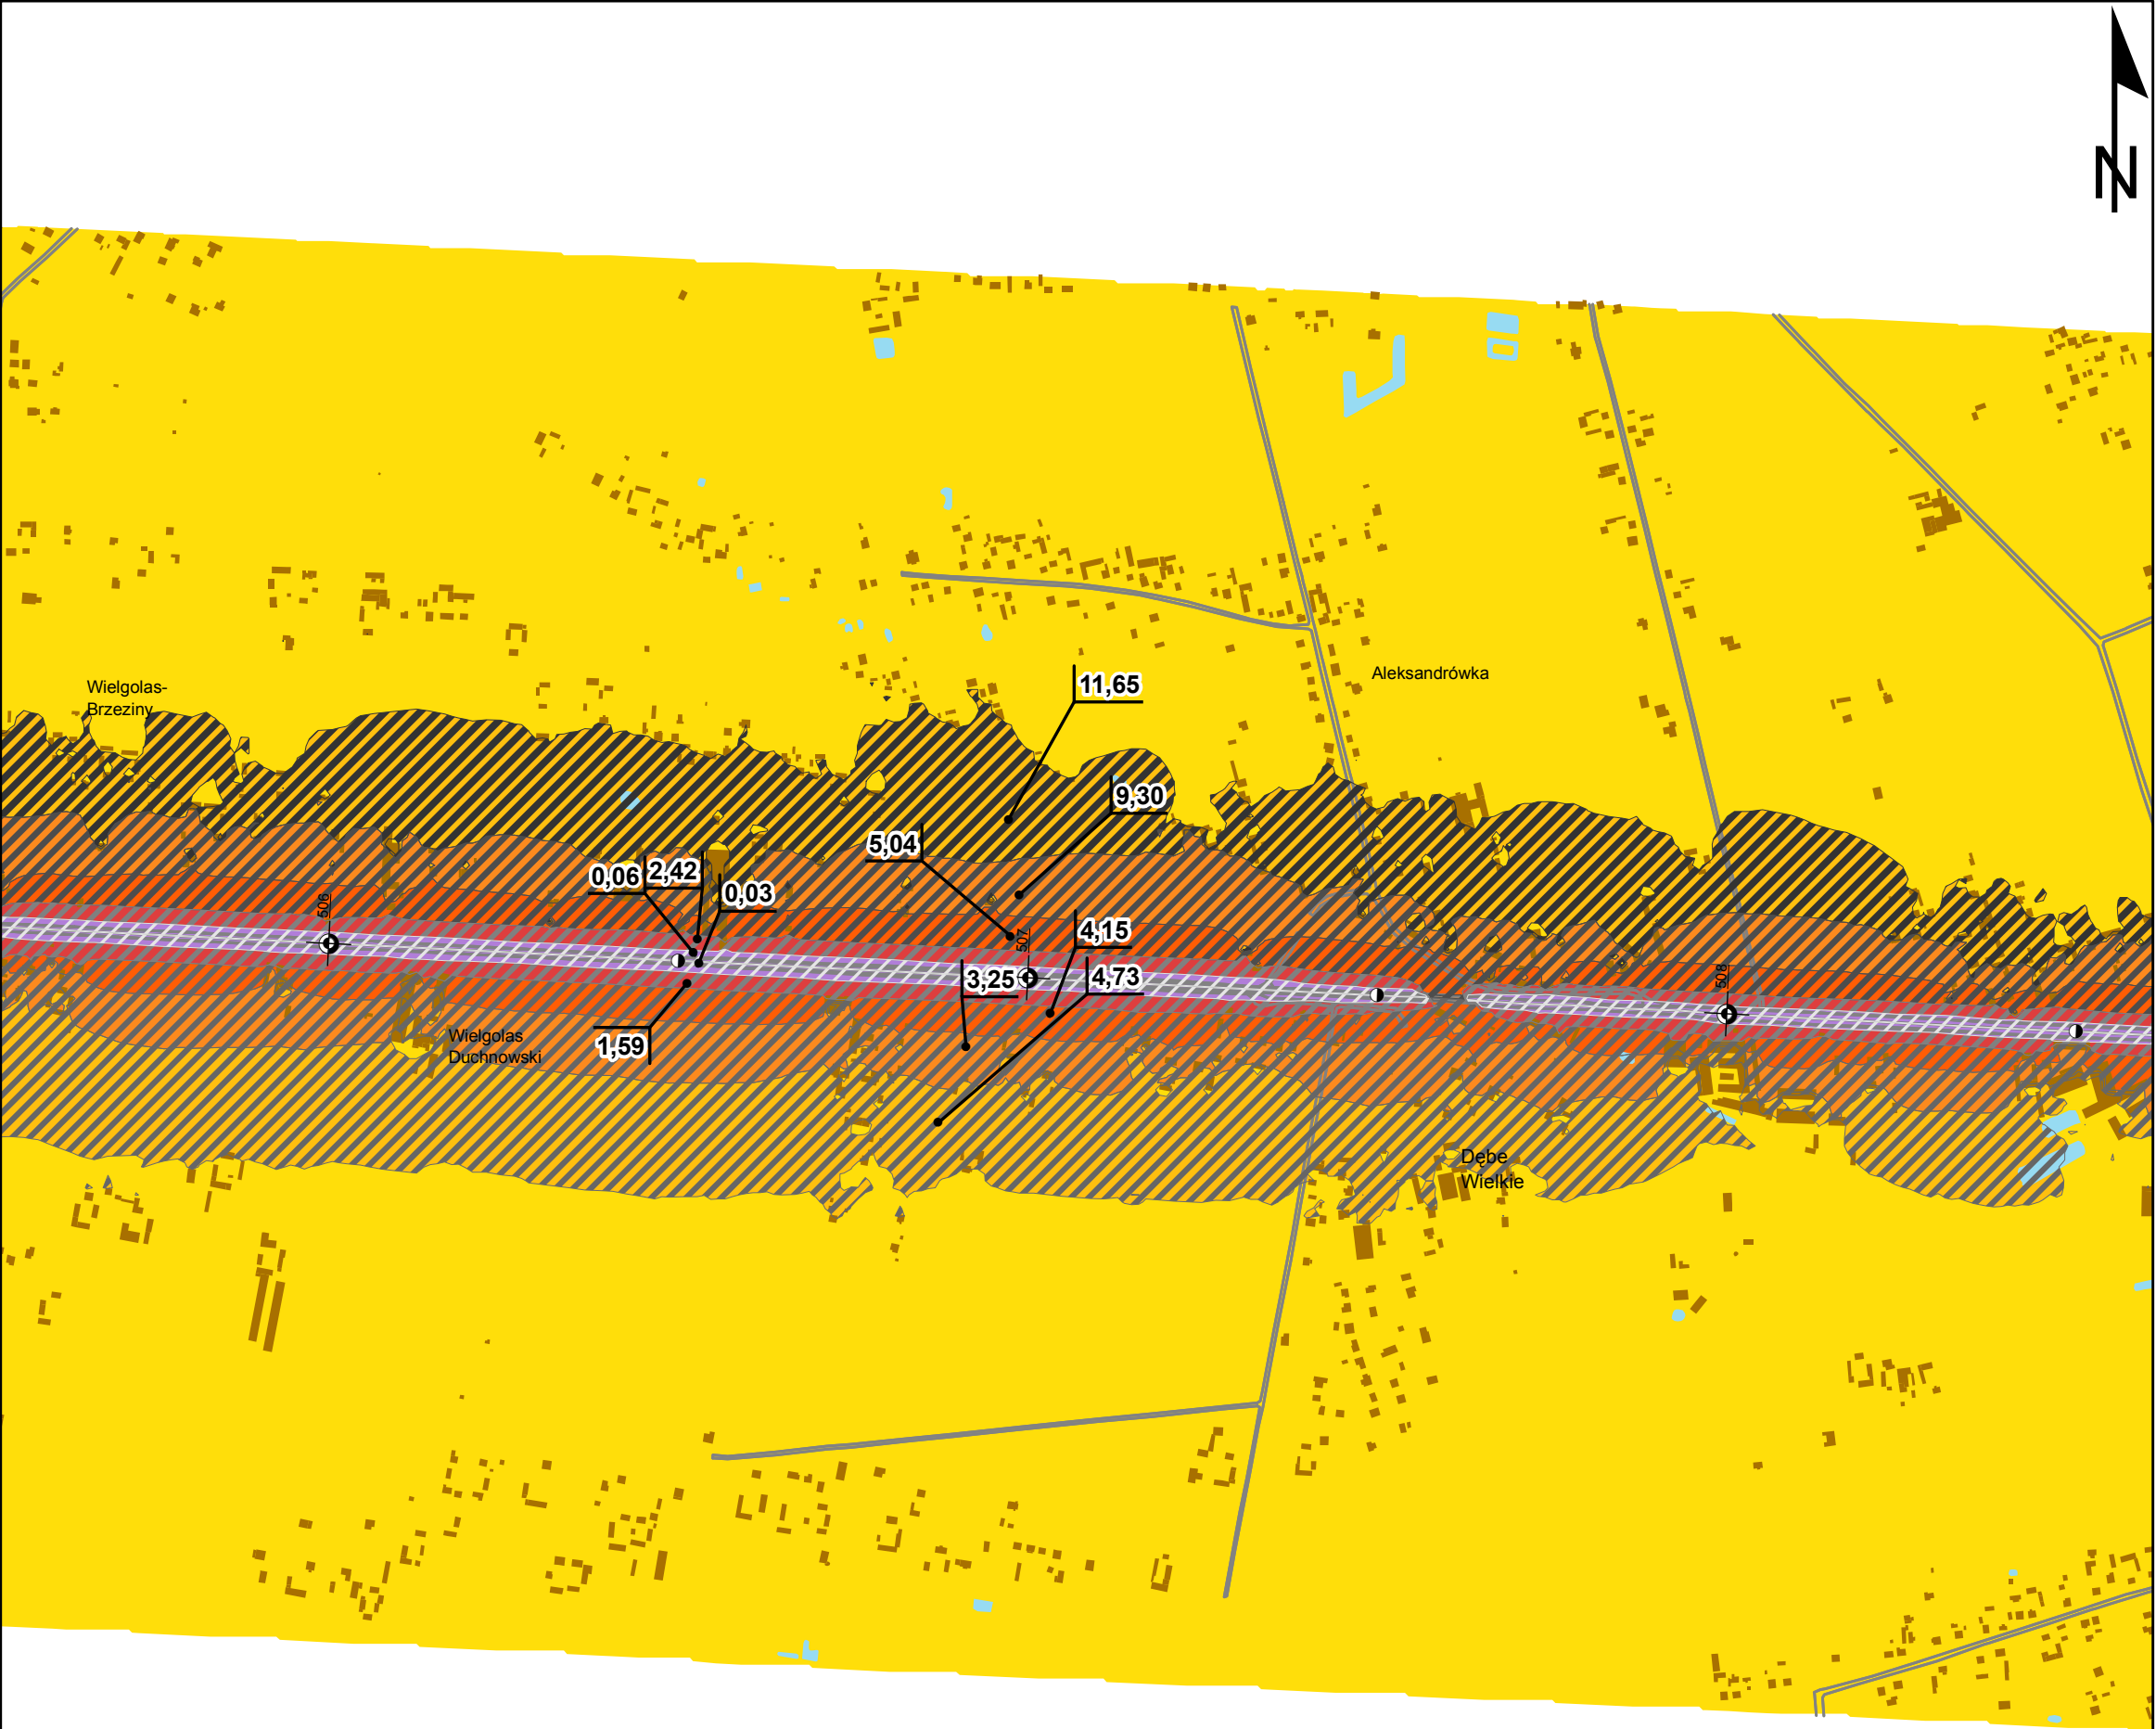 N
Aleksandrówka
Wielgolas-
Brzeziny
11,65
9,30
5,04
2,42
0,06
0,03
506
4,15
507
4,73
3,25
508
Wielgolas
Duchnowski
1,59
Dębe
Wielkie